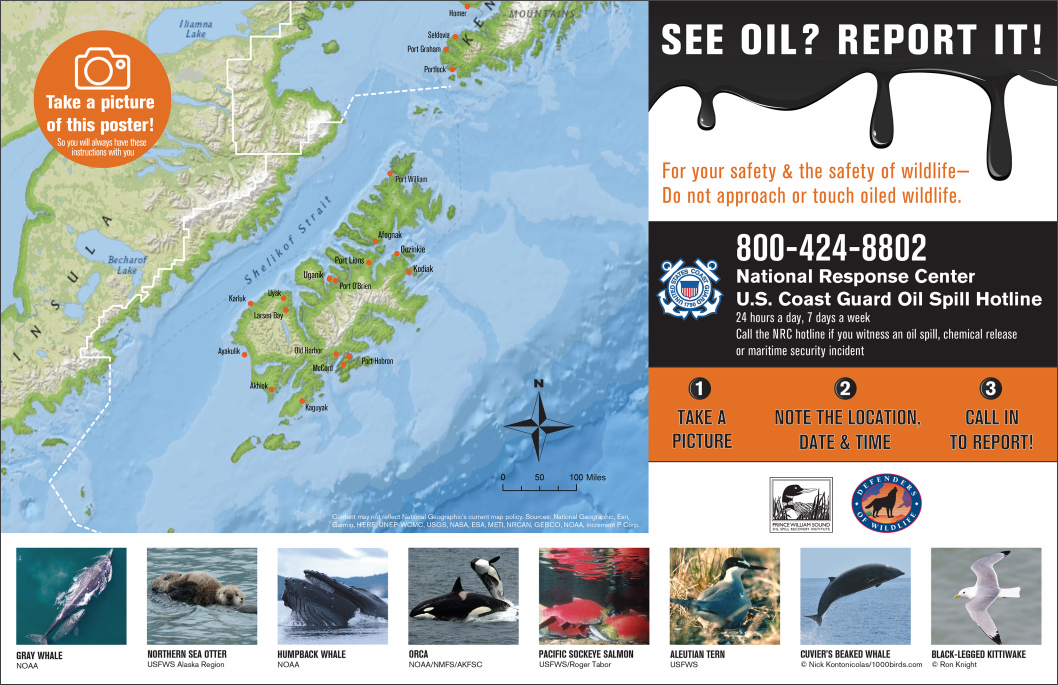 Iliamna
Lake
Take a picture
of this poster!
So you will always have these
instructions with you
Becharof
Lake
INSULA
Shelikof Strait
KEN
MOUNTAINS
Homer
Seldovia
Port Graham
Portlock
Port William
Afognak
Ouzinkie
Port Lions
Kodiak
Uganik
Port O'Brien
Uyak
Karluk
Larsen Bay
Ayakulik
Old Harbor
Port Hobron
McCord
Akhiok
Kaguyak
N
0 50 100 Miles
Content may not reflect National Geographic's current map policy. Sources: National Geographic, Esri,
Garmin, HERE, UNEP-WCMC, USGS, NASA, ESA, METI, NRCAN, GEBCO, NOAA, increment P Corp.
SEE OIL? REPORT IT!
For your safety & the safety of wildlife—
Do not approach or touch oiled wildlife.
UNITED STATES COAST GUARD
1790
800-424-8802
National Response Center
U.S. Coast Guard Oil Spill Hotline
24 hours a day, 7 days a week
Call the NRC hotline if you witness an oil spill, chemical release
or maritime security incident
1
TAKE A
PICTURE
2
NOTE THE LOCATION,
DATE & TIME
3
CALL IN
TO REPORT!
PRINCE WILLIAM SOUND
OIL SPILL RECOVERY INSTITUTE
DEFENDERS
OF WILDLIFE
GRAY WHALE
NOAA
NORTHERN SEA OTTER
USFWS Alaska Region
HUMPBACK WHALE
NOAA
ORCA
NOAA/NMFS/AKFSC
PACIFIC SOCKEYE SALMON
USFWS/Roger Tabor
ALEUTIAN TERN
USFWS
CUVIER'S BEAKED WHALE
© Nick Kontonicolas/1000birds.com
BLACK-LEGGED KITTIWAKE
© Ron Knight